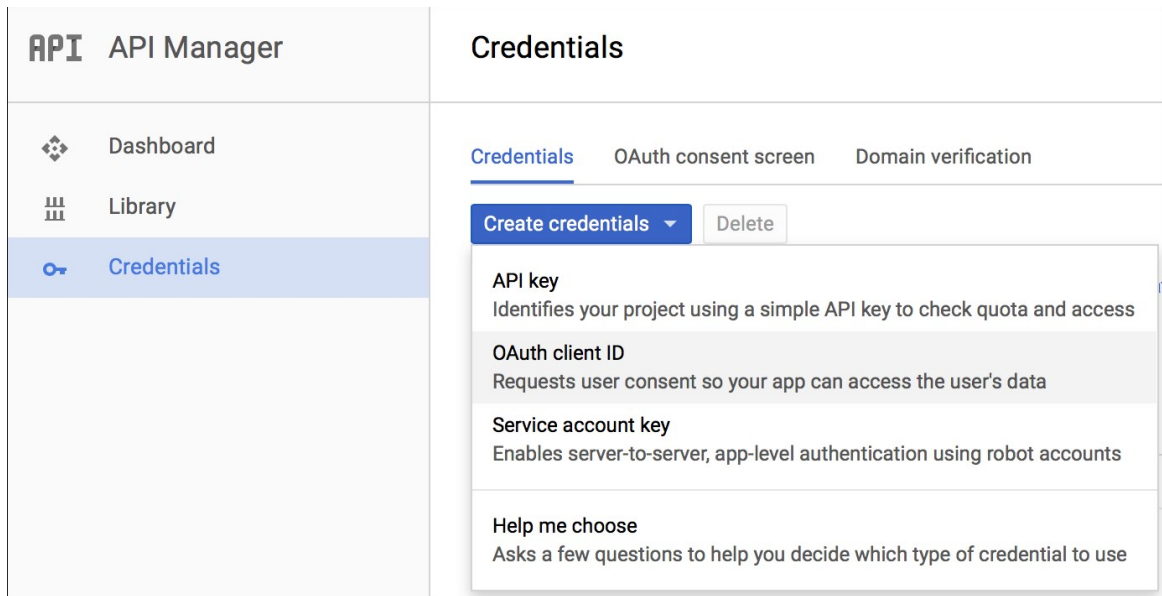 API API Manager
Credentials
Dashboard
Library
Credentials
Credentials OAuth consent screen Domain verification
Create credentials Delete
API key
Identifies your project using a simple API key to check quota and access
OAuth client ID
Requests user consent so your app can access the user's data
Service account key
Enables server-to-server, app-level authentication using robot accounts
Help me choose
Asks a few questions to help you decide which type of credential to use